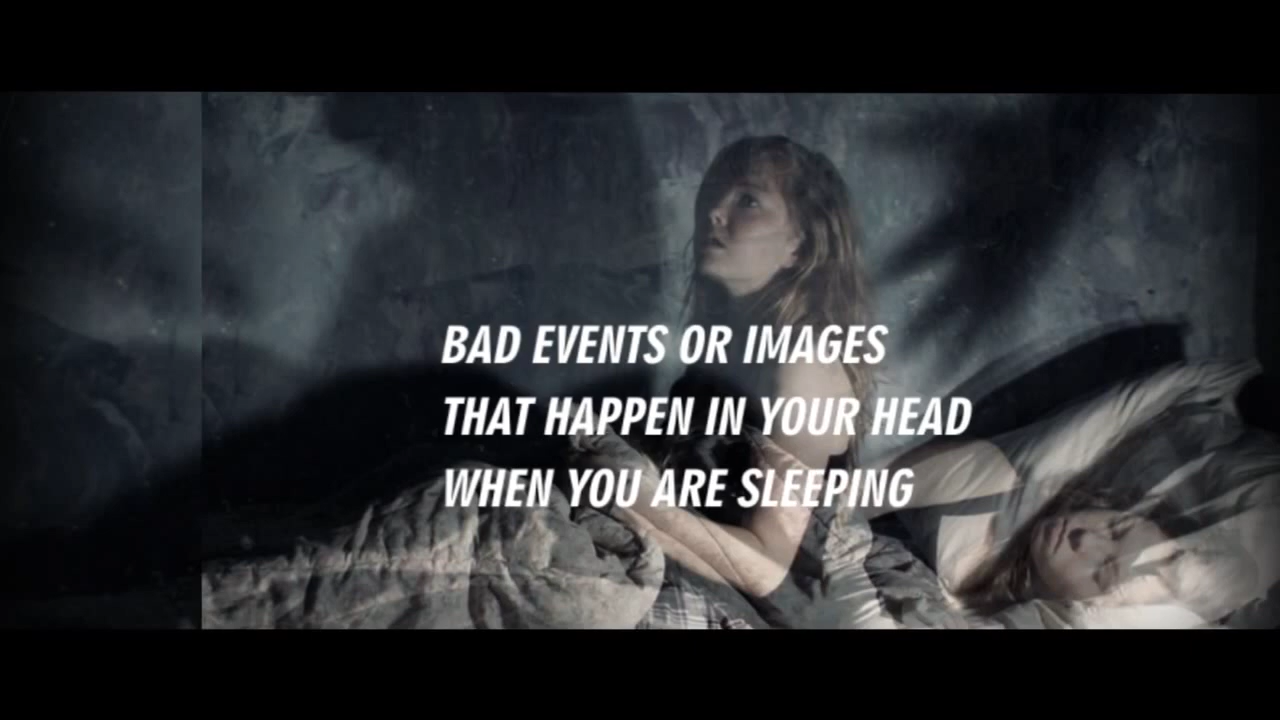 BAD EVENTS OR IMAGES
THAT HAPPEN IN YOUR HEAD
WHEN YOU ARE SLEEPING